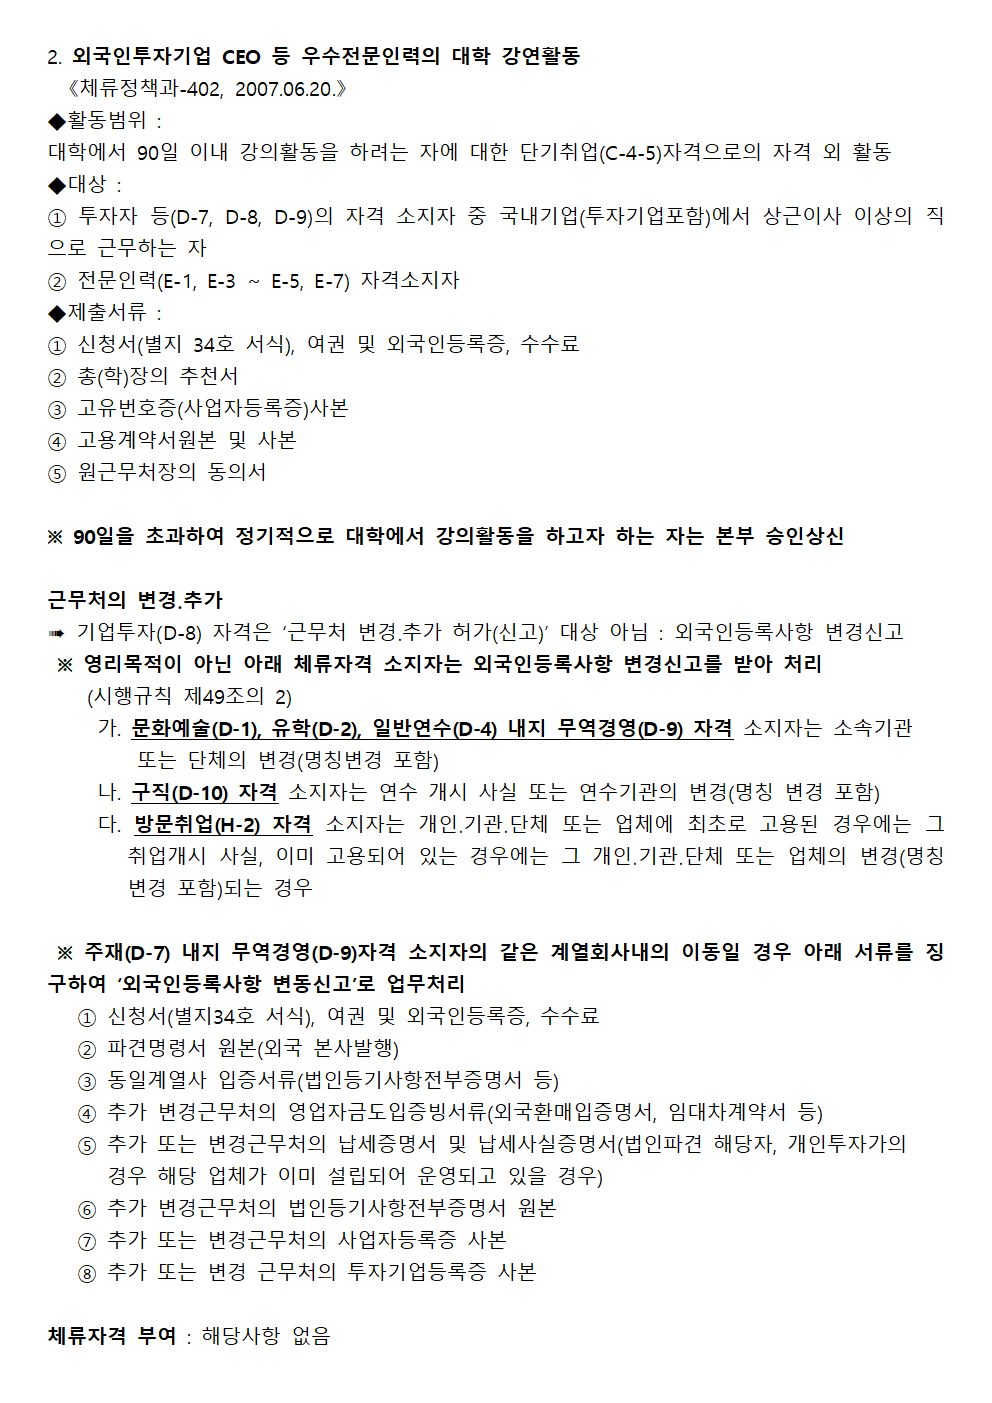 2. 외국인투자기업 CEO 등 우수전문인력의 대학 강연활동
《체류정책과-402, 2007.06.20.》
◆활동범위 :
대학에서 90일 이내 강의활동을 하려는 자에 대한 단기취업(C-4-5)자격으로의 자격 외 활동
◆대상 :
① 투자자 등(D-7, D-8, D-9)의 자격 소지자 중 국내기업(투자기업포함)에서 상근이사 이상의 직
으로 근무하는 자
② 전문인력(E-1, E-3 ~ E-5, E-7) 자격소지자
◆제출서류 :
① 신청서(별지 34호 서식), 여권 및 외국인등록증, 수수료
② 총(학)장의 추천서
③ 고유번호증(사업자등록증)사본
④ 고용계약서원본 및 사본
⑤ 원근무처장의 동의서
※ 90일을 초과하여 정기적으로 대학에서 강의활동을 하고자 하는 자는 본부 승인상신
근무처의 변경.추가
➠ 기업투자(D-8) 자격은 ‘근무처 변경.추가 허가(신고)’ 대상 아님 : 외국인등록사항 변경신고
※ 영리목적이 아닌 아래 체류자격 소지자는 외국인등록사항 변경신고를 받아 처리
(시행규칙 제49조의 2)
가. 문화예술(D-1), 유학(D-2), 일반연수(D-4) 내지 무역경영(D-9) 자격 소지자는 소속기관
또는 단체의 변경(명칭변경 포함)
나. 구직(D-10) 자격 소지자는 연수 개시 사실 또는 연수기관의 변경(명칭 변경 포함)
다. 방문취업(H-2) 자격 소지자는 개인.기관.단체 또는 업체에 최초로 고용된 경우에는 그
취업개시 사실, 이미 고용되어 있는 경우에는 그 개인.기관.단체 또는 업체의 변경(명칭
변경 포함)되는 경우
※ 주재(D-7) 내지 무역경영(D-9)자격 소지자의 같은 계열회사내의 이동일 경우 아래 서류를 징
구하여 ‘외국인등록사항 변동신고’로 업무처리
① 신청서(별지34호 서식), 여권 및 외국인등록증, 수수료
② 파견명령서 원본(외국 본사발행)
③ 동일계열사 입증서류(법인등기사항전부증명서 등)
④ 추가 변경근무처의 영업자금도입증빙서류(외국환매입증명서, 임대차계약서 등)
⑤ 추가 또는 변경근무처의 납세증명서 및 납세사실증명서(법인파견 해당자, 개인투자가의
경우 해당 업체가 이미 설립되어 운영되고 있을 경우)
⑥ 추가 변경근무처의 법인등기사항전부증명서 원본
⑦ 추가 또는 변경근무처의 사업자등록증 사본
⑧ 추가 또는 변경 근무처의 투자기업등록증 사본
체류자격 부여 : 해당사항 없음